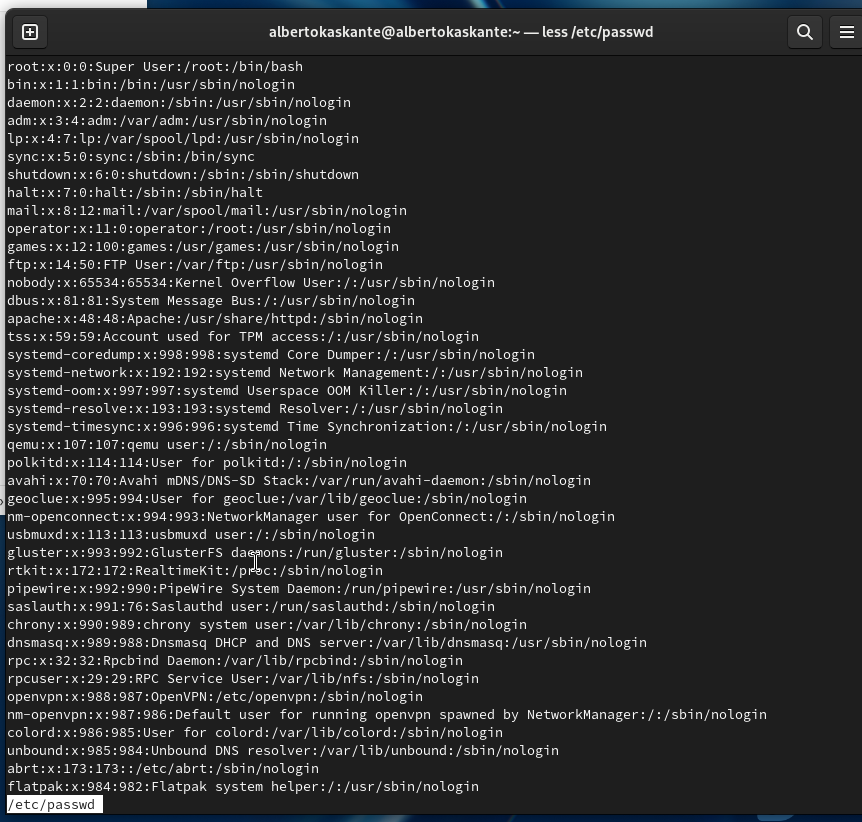 albertokaskante@albertokaskante:~ — less /etc/passwd
root:x:0:0:Super User:/root:/bin/bash
bin:x:1:1:bin:/bin:/usr/sbin/nologin
daemon:x:2:2:daemon:/sbin:/usr/sbin/nologin
adm:x:3:4:adm:/var/adm:/usr/sbin/nologin
lp:x:4:7:lp:/var/spool/lpd:/usr/sbin/nologin
sync:x:5:0:sync:/sbin:/bin/sync
shutdown:x:6:0:shutdown:/sbin:/sbin/shutdown
halt:x:7:0:halt:/sbin:/sbin/halt
mail:x:8:12:mail:/var/spool/mail:/usr/sbin/nologin
operator:x:11:0:operator:/root:/usr/sbin/nologin
games:x:12:100:games:/usr/games:/usr/sbin/nologin
ftp:x:14:50:FTP User:/var/ftp:/usr/sbin/nologin
nobody:x:65534:65534:Kernel Overflow User:/:/usr/sbin/nologin
dbus:x:81:81:System Message Bus:/:/usr/sbin/nologin
apache:x:48:48:Apache:/usr/share/httpd:/sbin/nologin
tss:x:59:59:Account used for TPM access:/:/usr/sbin/nologin
systemd-coredump:x:998:998:systemd Core Dumper:/:/usr/sbin/nologin
systemd-network:x:192:192:systemd Network Management:/:/usr/sbin/nologin
systemd-oom:x:997:997:systemd Userspace OOM Killer:/:/usr/sbin/nologin
systemd-resolve:x:193:193:systemd Resolver:/:/usr/sbin/nologin
systemd-timesync:x:996:996:systemd Time Synchronization:/:/usr/sbin/nologin
qemu:x:107:107:qemu user:/:/sbin/nologin
polkitd:x:114:114:User for polkitd:/:/sbin/nologin
avahi:x:70:70:Avahi mDNS/DNS-SD Stack:/var/run/avahi-daemon:/sbin/nologin
geoclue:x:995:994:User for geoclue:/var/lib/geoclue:/sbin/nologin
nm-openconnect:x:994:993:NetworkManager user for OpenConnect:/:/sbin/nologin
usbmuxd:x:113:113:usbmuxd user:/:/sbin/nologin
gluster:x:993:992:GlusterFS daemons:/run/gluster:/sbin/nologin
rtkit:x:172:172:RealtimeKit:/proc:/sbin/nologin
pipewire:x:992:990:PipeWire System Daemon:/run/pipewire:/usr/sbin/nologin
saslauth:x:991:76:Saslauthd user:/run/saslauthd:/sbin/nologin
chrony:x:990:989:chrony system user:/var/lib/chrony:/sbin/nologin
dnsmasq:x:989:988:Dnsmasq DHCP and DNS server:/var/lib/dnsmasq:/usr/sbin/nologin
rpc:x:32:32:Rpcbind Daemon:/var/lib/rpcbind:/sbin/nologin
rpcuser:x:29:29:RPC Service User:/var/lib/nfs:/sbin/nologin
openvpn:x:988:987:OpenVPN:/etc/openvpn:/sbin/nologin
nm-openvpn:x:987:986:Default user for running openvpn spawned by NetworkManager:/:/sbin/nologin
colord:x:986:985:User for colord:/var/lib/colord:/sbin/nologin
unbound:x:985:984:Unbound DNS resolver:/var/lib/unbound:/sbin/nologin
abrt:x:173:173::/etc/abrt:/sbin/nologin
flatpak:x:984:982:Flatpak system helper:/:/usr/sbin/nologin
/etc/passwd